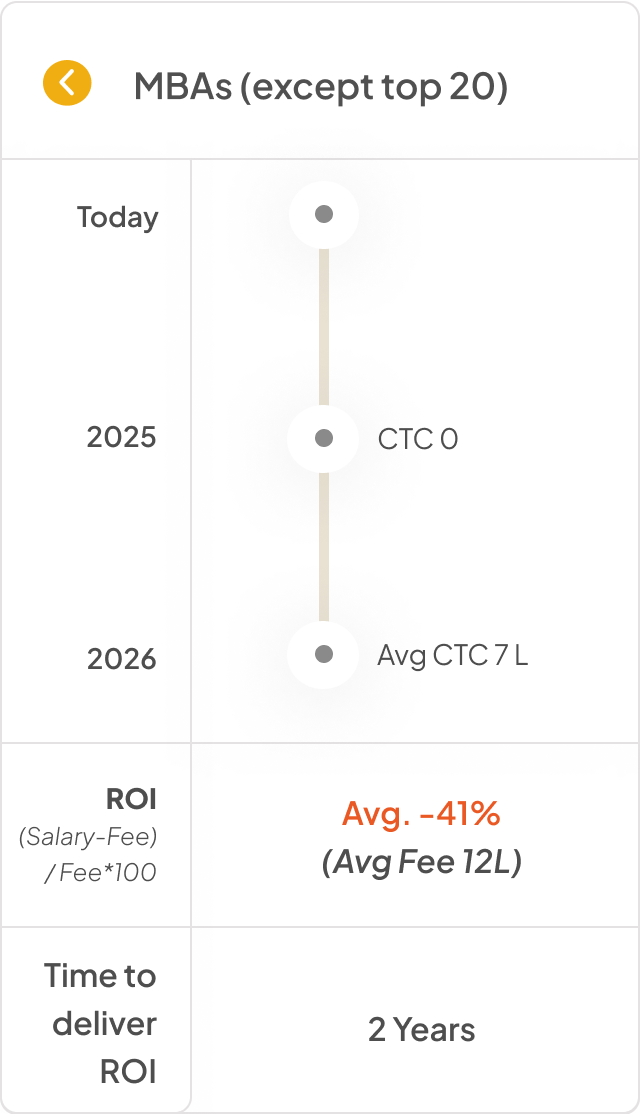 MBAs (except top 20)
Today
2025
CTC 0
2026
Avg CTC 7 L
ROI
(Salary-Fee)
/ Fee*100
Avg. -41%
(Avg Fee 12L)
Time to
deliver
ROI
2 Years